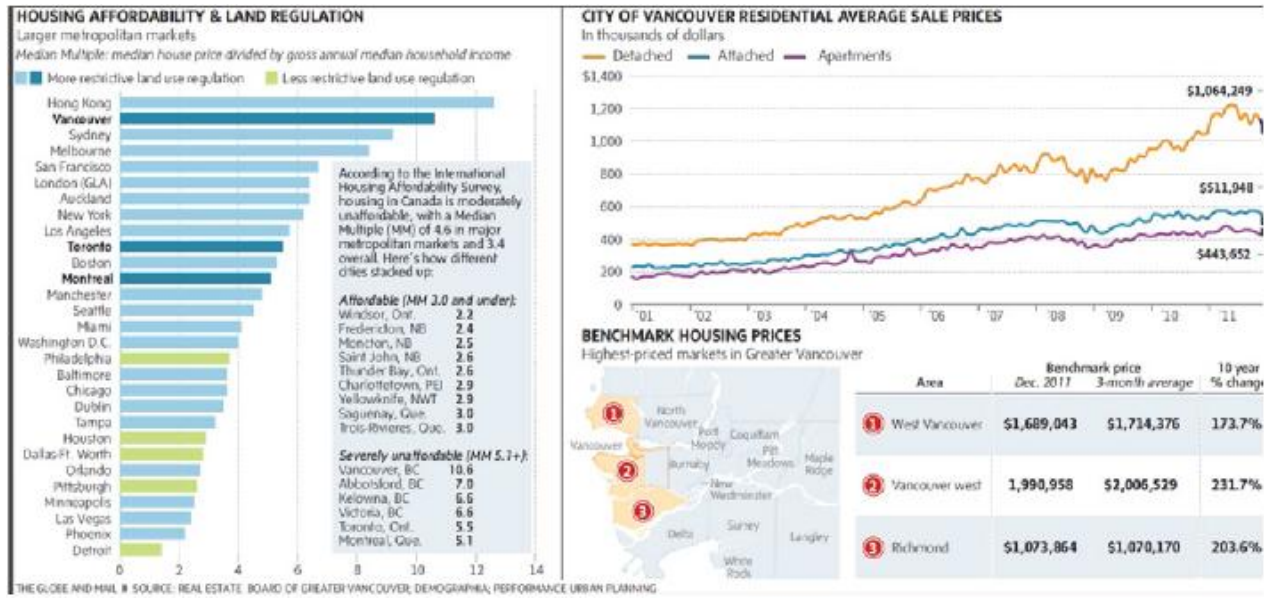 HOUSING AFFORDABILITY & LAND REGULATION
Larger metropolitan markets
Median Multiple: median house price divided by gross annual median household income
More restrictive land use regulation
Less restrictive land use regulation
Hong Kong
Vancouver
Sydney
Melbourne
San Francisco
London (GLA)
Auckland
New York
Los Angeles
Toronto
Boston
Montreal
Manchester
Seattle
Miami
Washington D.C.
Philadelphia
Baltimore
Chicago
Dublin
Tampa
Houston
Dallas-Ft. Worth
Orlando
Pittsburgh
Minneapolis
Las Vegas
Phoenix
Detroit
0 2 4 6 8 10 12 14
According to the International
Housing Affordability Survey,
housing in Canada is moderately
unaffordable, with a Median
Multiple (MM) of 4.6 in major
metropolitan markets and 3.4
overall. Here's how different
cities stacked up:
Affordable (MM 3.0 and under):
Windsor, Ont. 2.2
Fredericton, NB 2.4
Moncton, NB 2.5
Saint John, NB 2.6
Thunder Bay, Ont. 2.6
Charlottetown, PEI 2.9
Yellowknife, NWT 2.9
Saguenay, Que. 3.0
Trois-Rivieres, Que. 3.0
Severely unaffordable (MM 5.1+):
Vancouver, BC 10.6
Abbotsford, BC 7.0
Kelowna, BC 6.6
Victoria, BC 6.6
Toronto, Ont. 5.5
Montreal, Que. 5.1
CITY OF VANCOUVER RESIDENTIAL AVERAGE SALE PRICES
In thousands of dollars
Detached Attached Apartments
$1,400
1,200
1,000
800
600
400
200
0
$1,064,249
$511,948
$443,652
'01 '02 '03 '04 '05 '06 '07 '08 '09 '10 '11
BENCHMARK HOUSING PRICES
Highest-priced markets in Greater Vancouver
1
2
3
North
Vancouver
Vancouver
Port
Moody
Coquitlam
Pitt
Meadows
Maple
Ridge
Burnaby
New
Westminster
Delta
Surrey
Langley
White
Rock
Benchmark price 10 year
Area Dec. 2011 3-month average % change
1 West Vancouver $1,689,043 $1,714,376 173.7%
2 Vancouver west 1,990,958 $2,006,529 231.7%
3 Richmond $1,073,864 $1,070,170 203.6%
THE GLOBE AND MAIL SOURCE: REAL ESTATE BOARD OF GREATER VANCOUVER; DEMOGRAPHIA; PERFORMANCE URBAN PLANNING